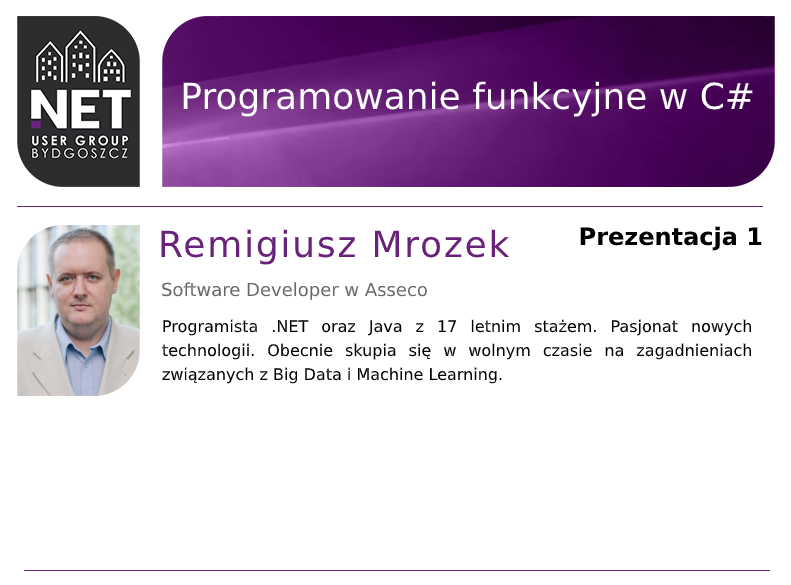 .NET
USER GROUP
BYDGOSZCZ
Programowanie funkcyjne w C#
Remigiusz Mrozek
Prezentacja 1
Software Developer w Asseco
Programista .NET oraz Java z 17 letnim stażem. Pasjonat nowych
technologii. Obecnie skupia się w wolnym czasie na zagadnieniach
związanych z Big Data i Machine Learning.